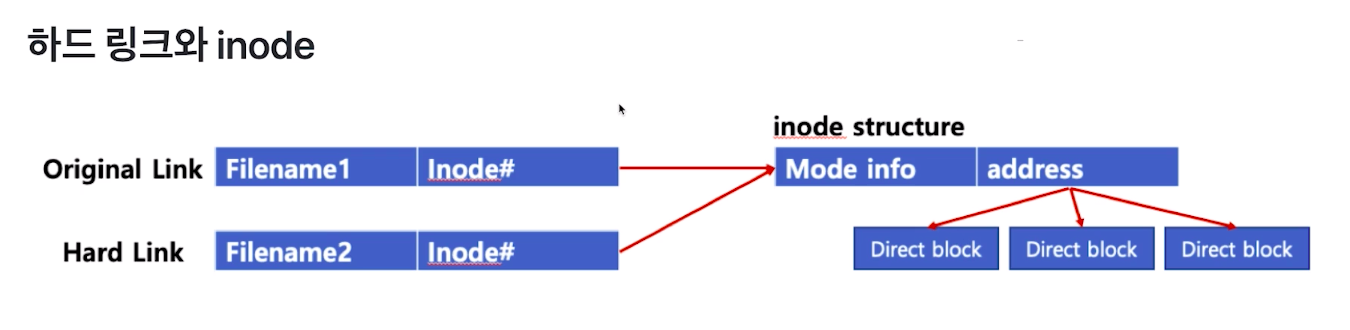 하드 링크와 inode
inode structure
Original Link Filename1 Inode# Mode info address
Hard Link Filename2 Inode# Direct block Direct block Direct block